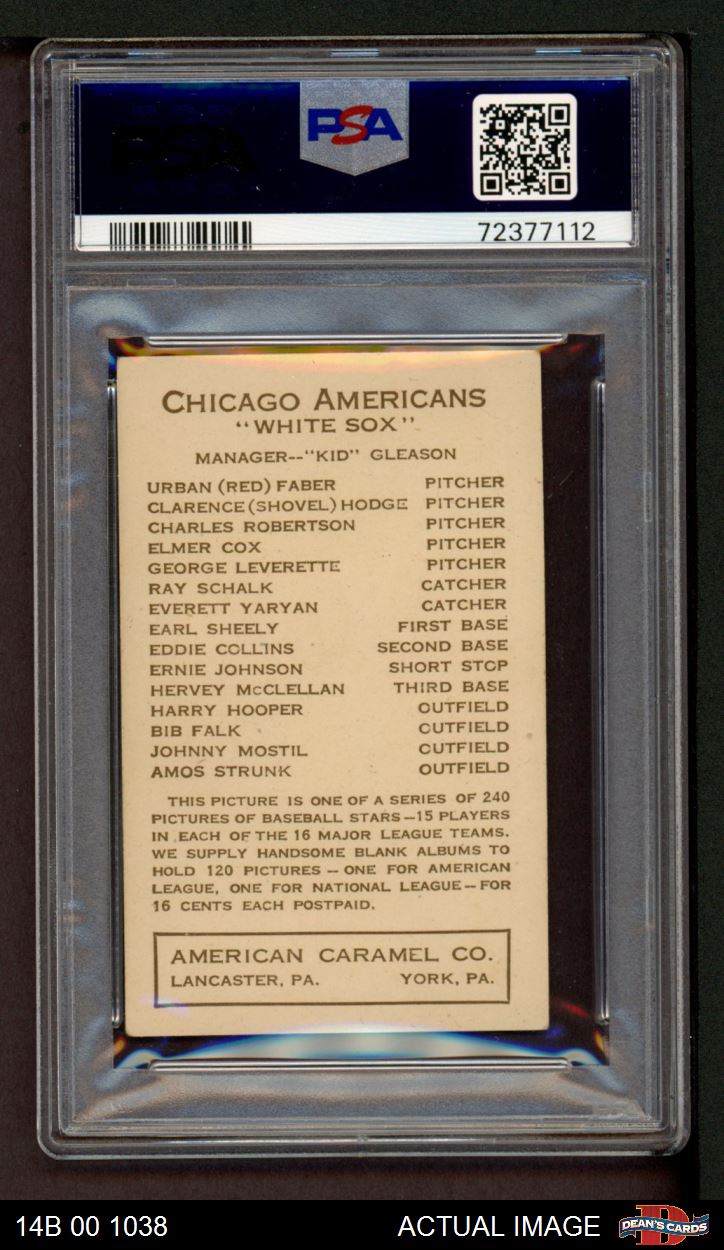 PSA
72377112
CHICAGO AMERICANS
"WHITE SOX"
MANAGER--"KID" GLEASON
URBAN (RED) FABER PITCHER
CLARENCE (SHOVEL) HODGE PITCHER
CHARLES ROBERTSON PITCHER
ELMER COX PITCHER
GEORGE LEVERETTE PITCHER
RAY SCHALK CATCHER
EVERETT YARYAN CATCHER
EARL SHEELY FIRST BASE
EDDIE COLLINS SECOND BASE
ERNIE JOHNSON SHORT STOP
HERVEY McCLELLAN THIRD BASE
HARRY HOOPER OUTFIELD
BIB FALK OUTFIELD
JOHNNY MOSTIL OUTFIELD
AMOS STRUNK OUTFIELD
THIS PICTURE IS ONE OF A SERIES OF 240
PICTURES OF BASEBALL STARS--15 PLAYERS
IN EACH OF THE 16 MAJOR LEAGUE TEAMS.
WE SUPPLY HANDSOME BLANK ALBUMS TO
HOLD 120 PICTURES -- ONE FOR AMERICAN
LEAGUE, ONE FOR NATIONAL LEAGUE--FOR
16 CENTS EACH POSTPAID.
AMERICAN CARAMEL CO.
LANCASTER, PA. YORK, PA.
14B 00 1038 ACTUAL IMAGE DEAN'S CARDS